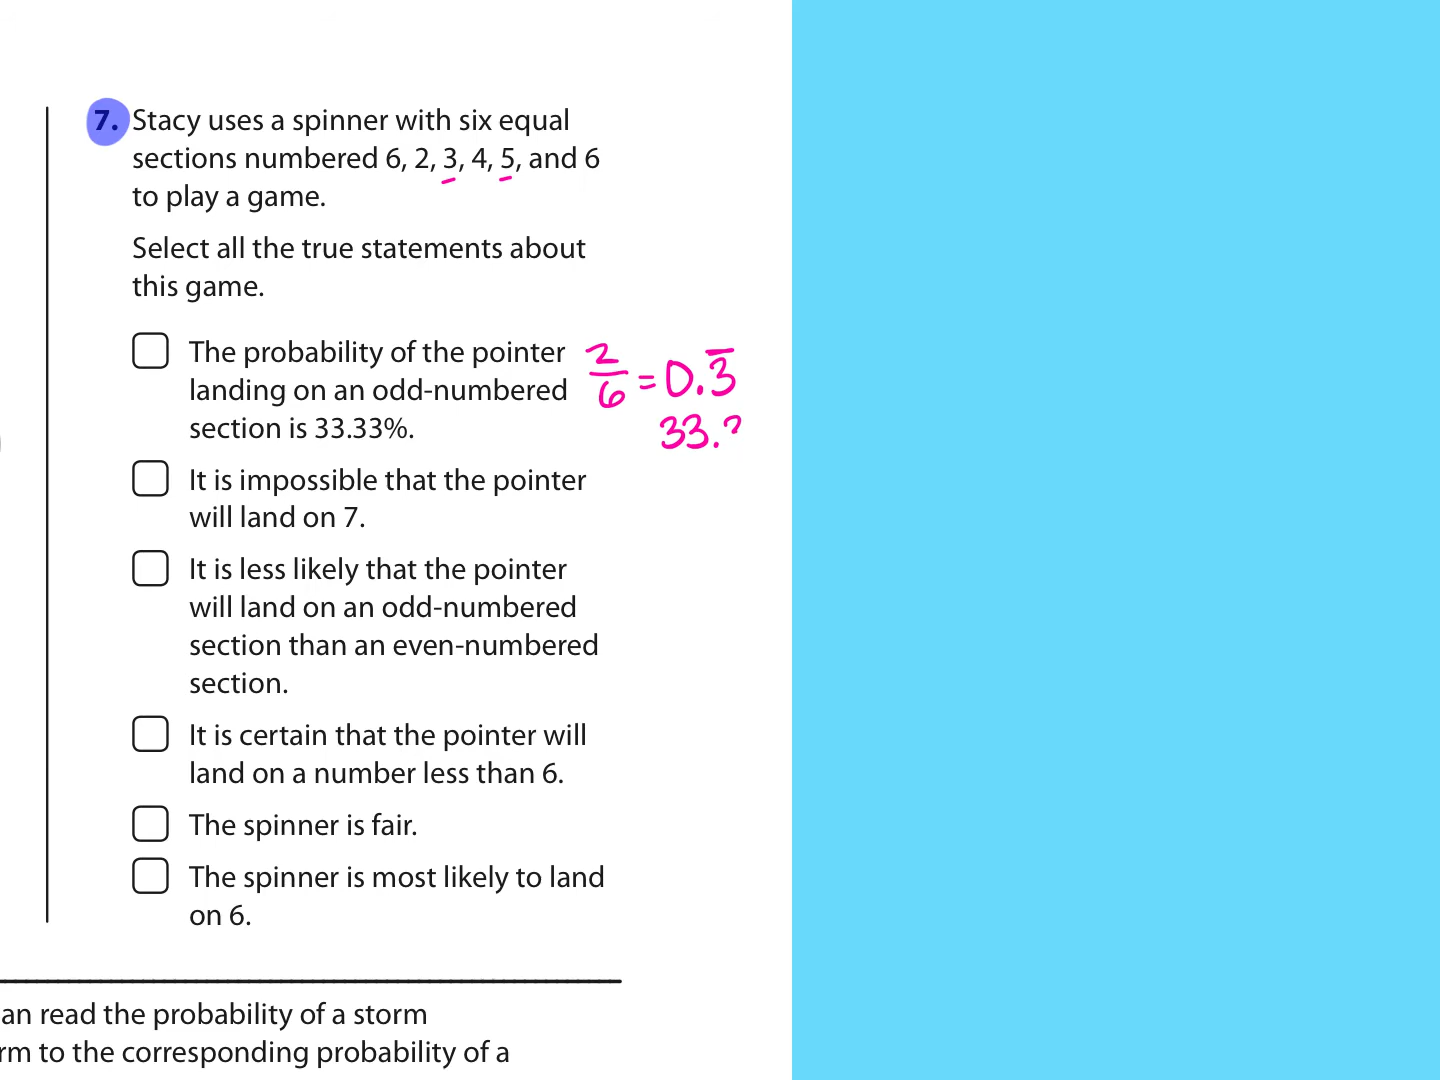 7. Stacy uses a spinner with six equal
sections numbered 6, 2, 3, 4, 5, and 6
to play a game.
Select all the true statements about
this game.
The probability of the pointer
landing on an odd-numbered
section is 33.33%.
2/6 = 0.3̅
33.
It is impossible that the pointer
will land on 7.
It is less likely that the pointer
will land on an odd-numbered
section than an even-numbered
section.
It is certain that the pointer will
land on a number less than 6.
The spinner is fair.
The spinner is most likely to land
on 6.
an read the probability of a storm
rm to the corresponding probability of a